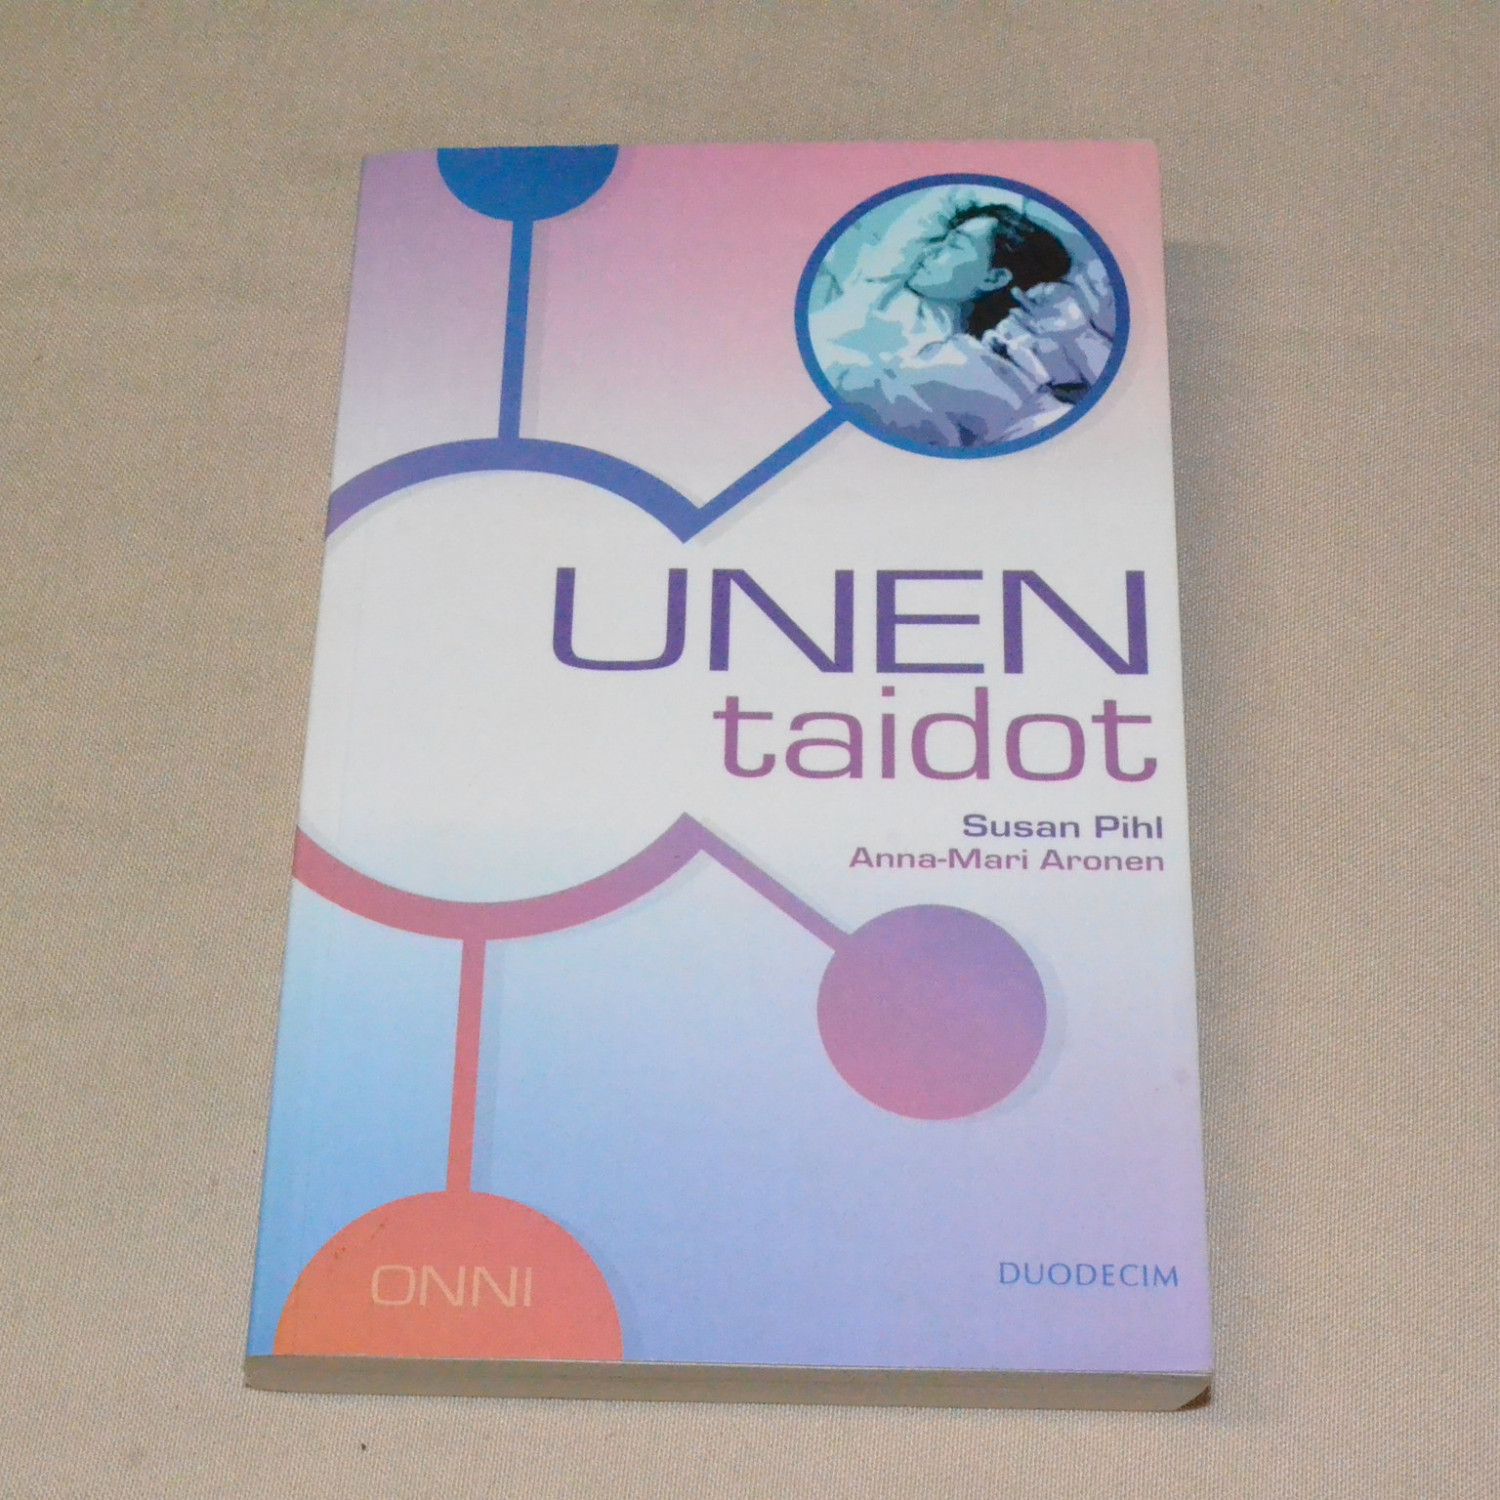 UNEN
taidot
Susan Pihl
Anna-Mari Aronen
ONNI
DUODECIM